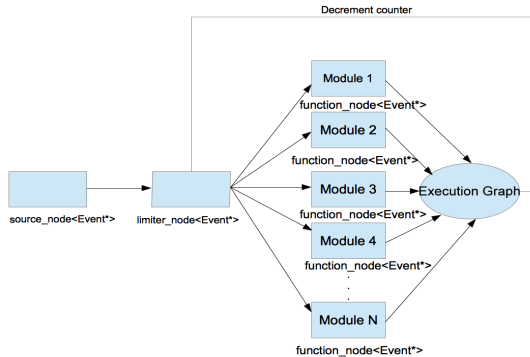 Decrement counter
Module 1
function_node<Event*>
Module 2
function_node<Event*>
Module 3
function_node<Event*>
Module 4
function_node<Event*>
.
.
.
Module N
function_node<Event*>
source_node<Event*>
limiter_node<Event*>
Execution Graph